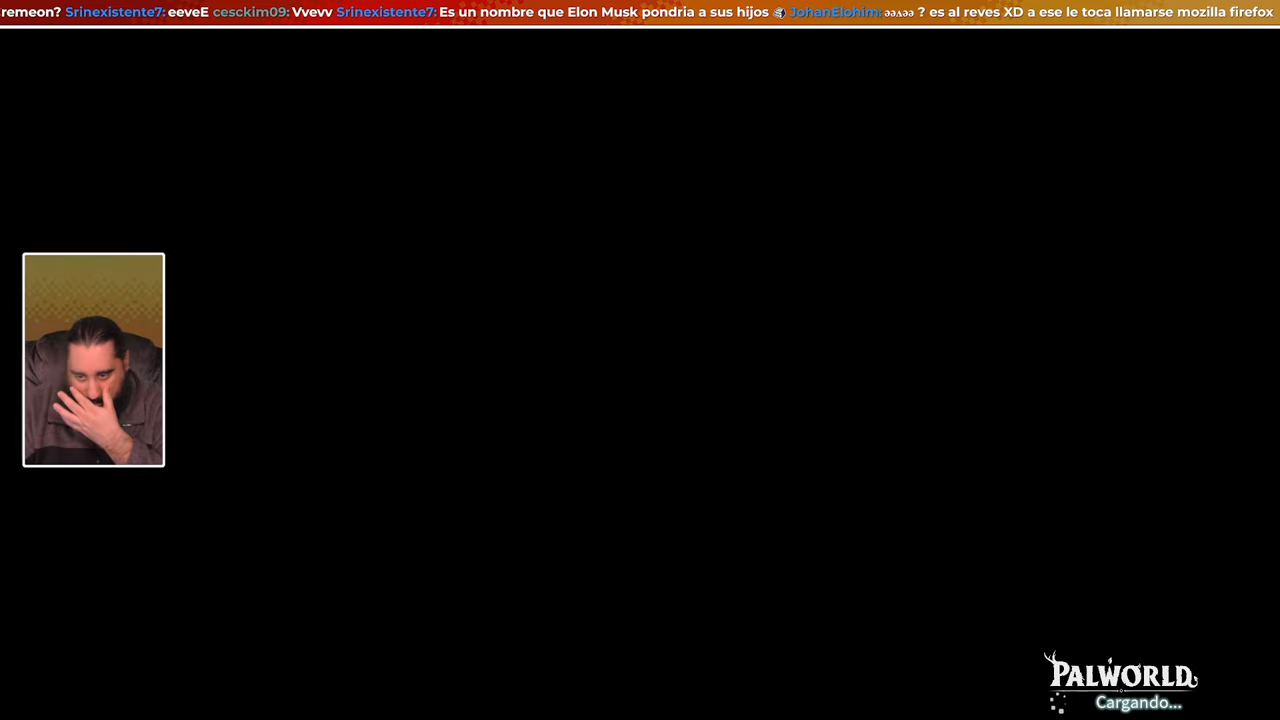 remeon? Srinexistente7: eeveE cesckim09: Vvevv Srinexistente7: Es un nombre que Elon Musk pondria a sus hijos JohanElohim: ? es al reves XD a ese le toca llamarse mozilla firefox
PALWORLD
Cargando...